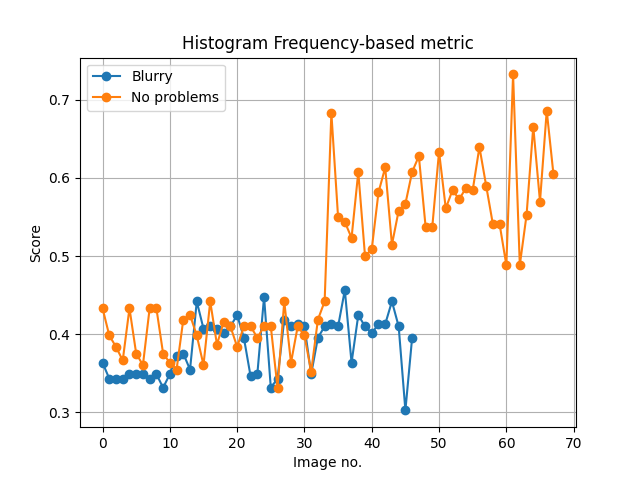 Histogram Frequency-based metric
Blurry
No problems
0.7
0.6
0.5
0.4
0.3
Score
0 10 20 30 40 50 60 70
Image no.